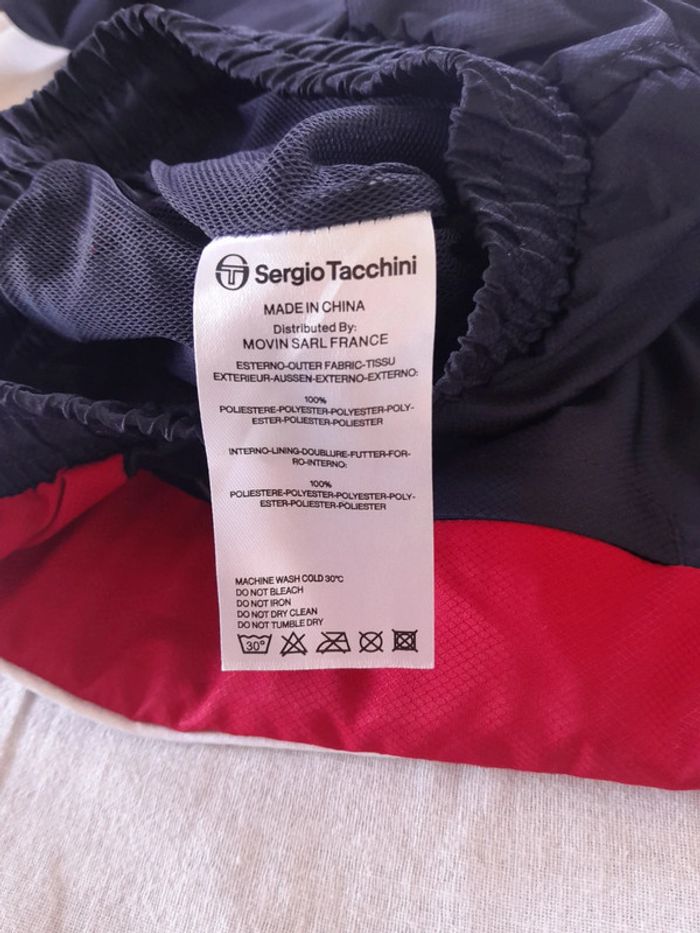 Sergio Tacchini
MADE IN CHINA
Distributed By:
MOVIN SARL FRANCE
ESTERNO-OUTER FABRIC-TISSU
EXTERIEUR-AUSSEN-EXTERNO-EXTERNO:
100%
POLIESTERE-POLYESTER-POLYESTER-POLY-
ESTER-POLIESTER-POLIESTER
INTERNO-LINING-DOUBLURE-FUTTER-FOR-
RO-INTERNO:
100%
POLIESTERE-POLYESTER-POLYESTER-POLY-
ESTER-POLIESTER-POLIESTER
MACHINE WASH COLD 30°C
DO NOT BLEACH
DO NOT IRON
DO NOT DRY CLEAN
DO NOT TUMBLE DRY
30°